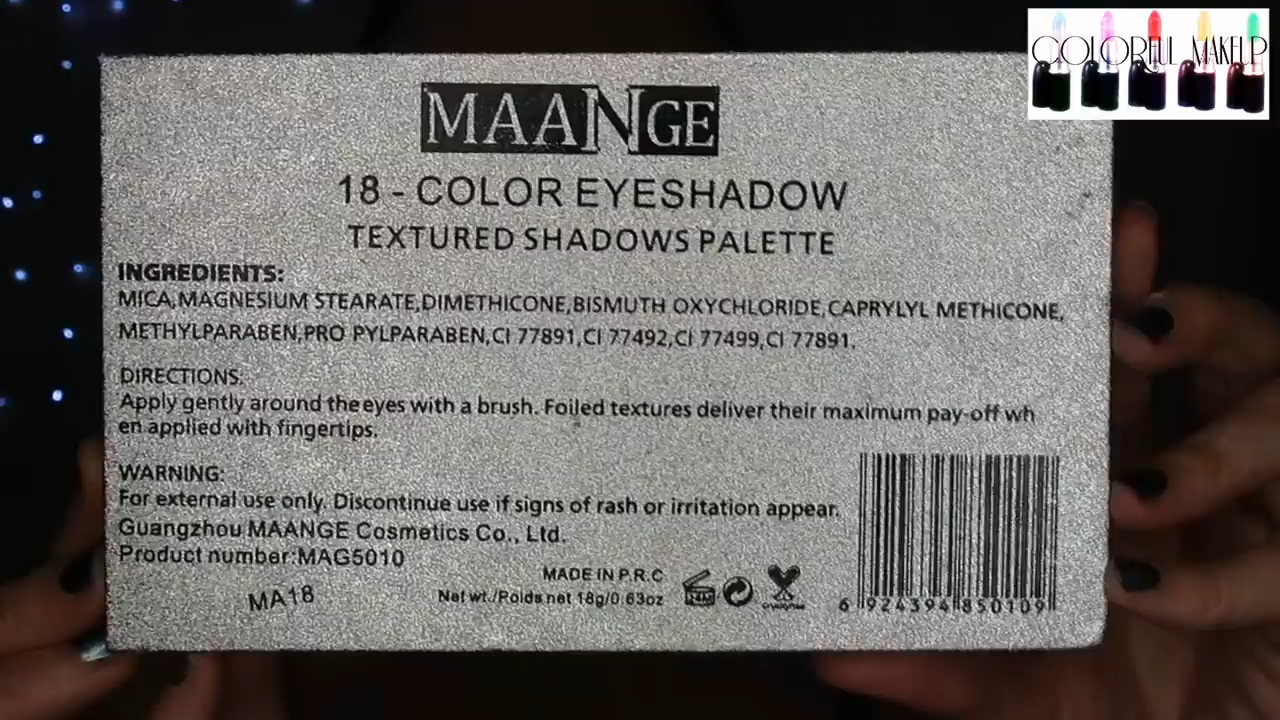 COLORFUL MAKEUP
MAANGE
18 - COLOR EYESHADOW
TEXTURED SHADOWS PALETTE
INGREDIENTS:
MICA,MAGNESIUM STEARATE,DIMETHICONE,BISMUTH OXYCHLORIDE,CAPRYLYL METHICONE,
METHYLPARABEN,PRO PYLPARABEN,CI 77891,CI 77492,CI 77499,CI 77891.
DIRECTIONS:
Apply gently around the eyes with a brush. Foiled textures deliver their maximum pay-off wh
en applied with fingertips.
WARNING:
For external use only. Discontinue use if signs of rash or irritation appear.
Guangzhou MAANGE Cosmetics Co., Ltd.
Product number:MAG5010
MA18
MADE IN P.R.C
Net wt./Poids net 18g/0.63oz
6 924394 850109